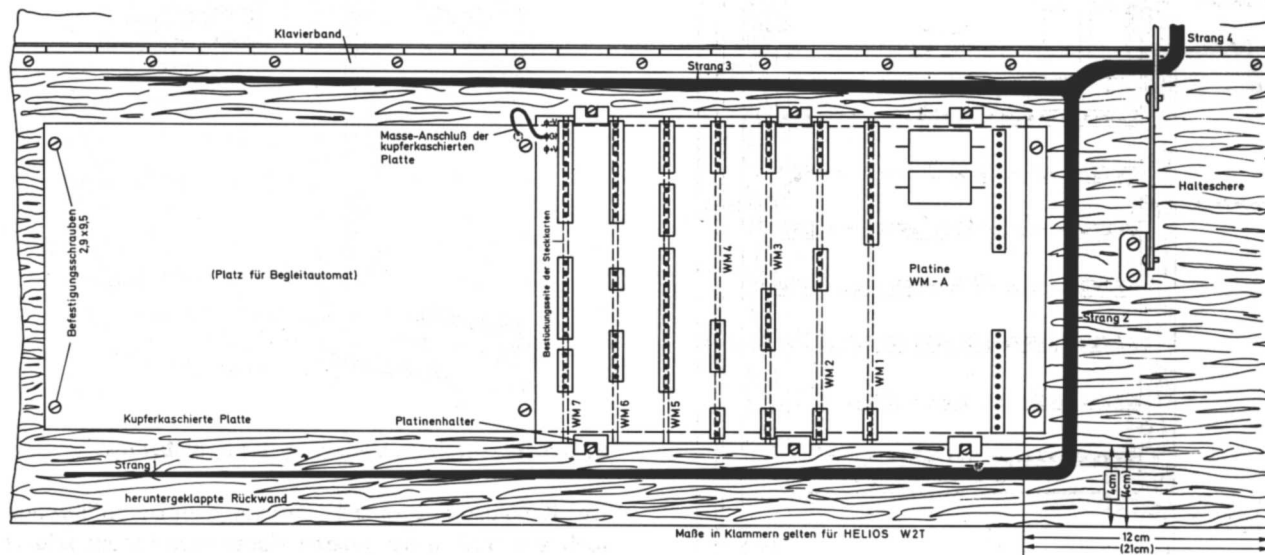 Klavierband
Strang 3
Strang 4
Masse-Anschluß der
kupferkaschierten
Platte
Befestigungsschrauben
2,9 x 9,5
(Platz für Begleitautomat)
Bestückungsseite der Steckkarten
WM 7
WM 6
WM 5
WM 4
WM 3
WM 2
WM 1
Platine
WM - A
Halteschere
Strang 2
Kupferkaschierte Platte
Platinenhalter
Strang 1
heruntergeklappte Rückwand
4cm
Maße in Klammern gelten für HELIOS W2T
12 cm
(21cm)